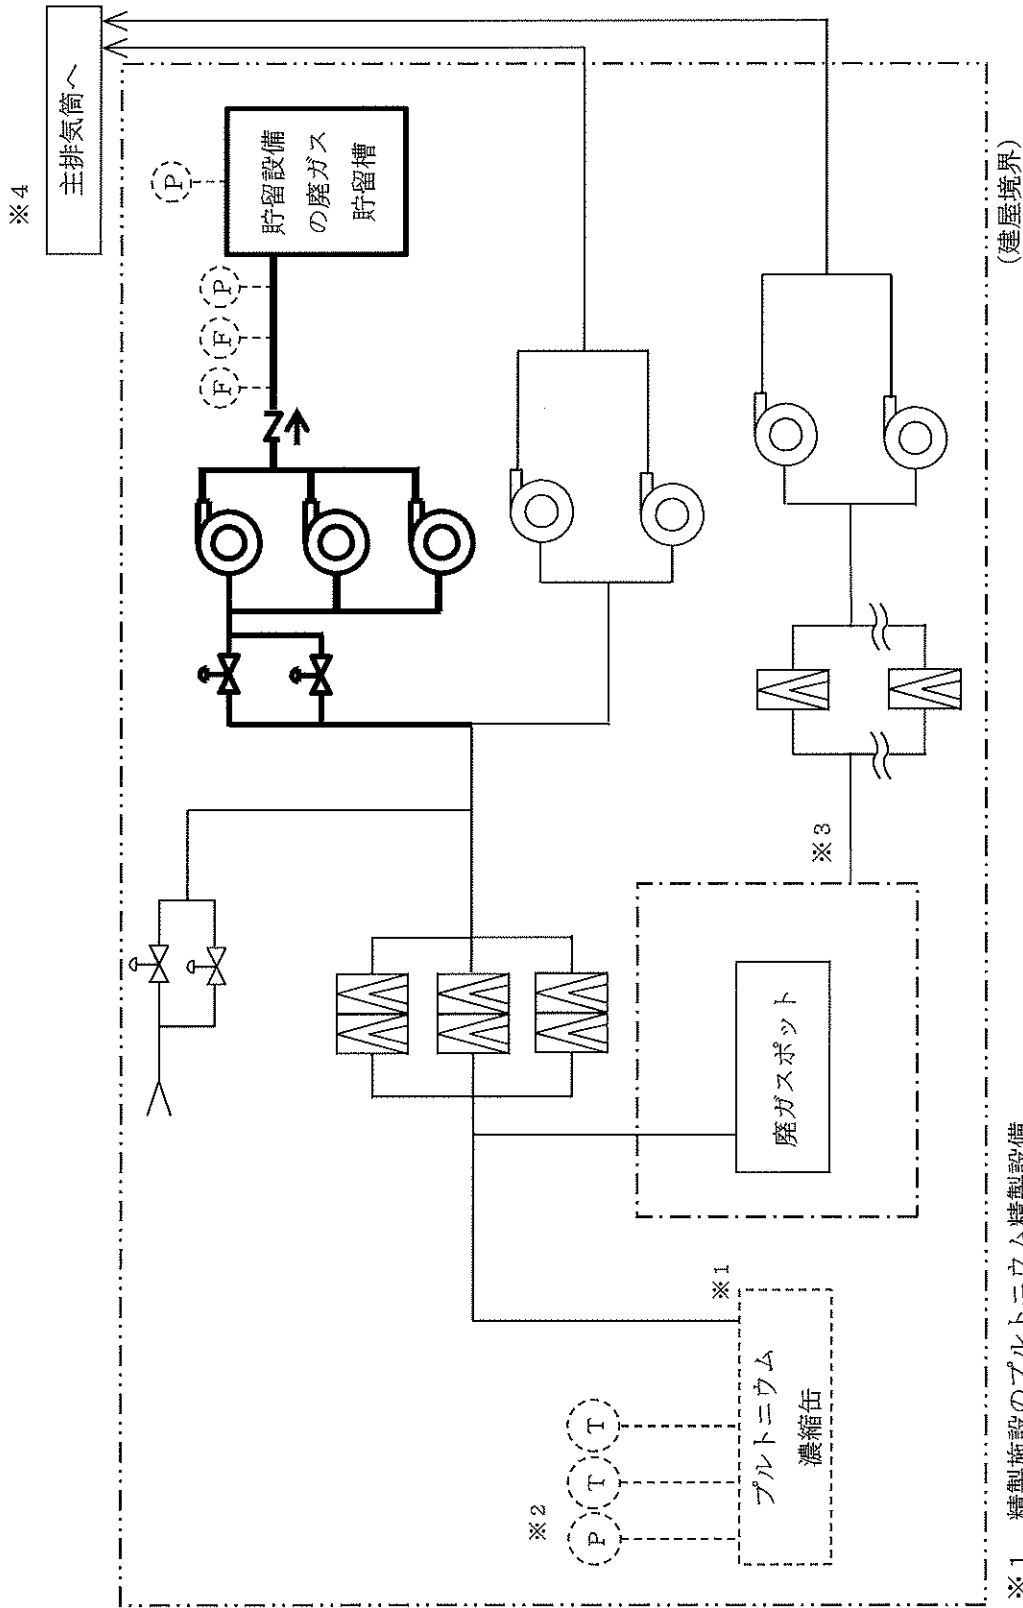 ※4
主排気筒へ
P
貯留設備
の廃ガス
貯留槽
F
F
P
※3
廃ガスポット
※2
P
T
T
※1
プルトニウム
濃縮缶
(建屋境界)
※1 精製施設のプルトニウム精製設備